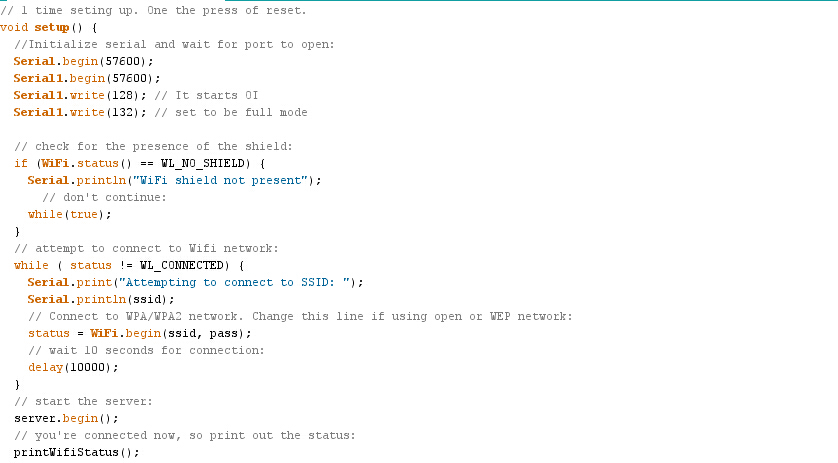 // 1 time seting up. One the press of reset.
void setup() {
  //Initialize serial and wait for port to open:
  Serial.begin(57600);
  Serial1.begin(57600);
  Serial1.write(128); // It starts OI
  Serial1.write(132); // set to be full mode

  // check for the presence of the shield:
  if (WiFi.status() == WL_NO_SHIELD) {
    Serial.println("WiFi shield not present");
      // don't continue:
    while(true);
  }
  // attempt to connect to Wifi network:
  while ( status != WL_CONNECTED) {
    Serial.print("Attempting to connect to SSID: ");
    Serial.println(ssid);
    // Connect to WPA/WPA2 network. Change this line if using open or WEP network:
    status = WiFi.begin(ssid, pass);
    // wait 10 seconds for connection:
    delay(10000);
  }
  // start the server:
  server.begin();
  // you're connected now, so print out the status:
  printWifiStatus();